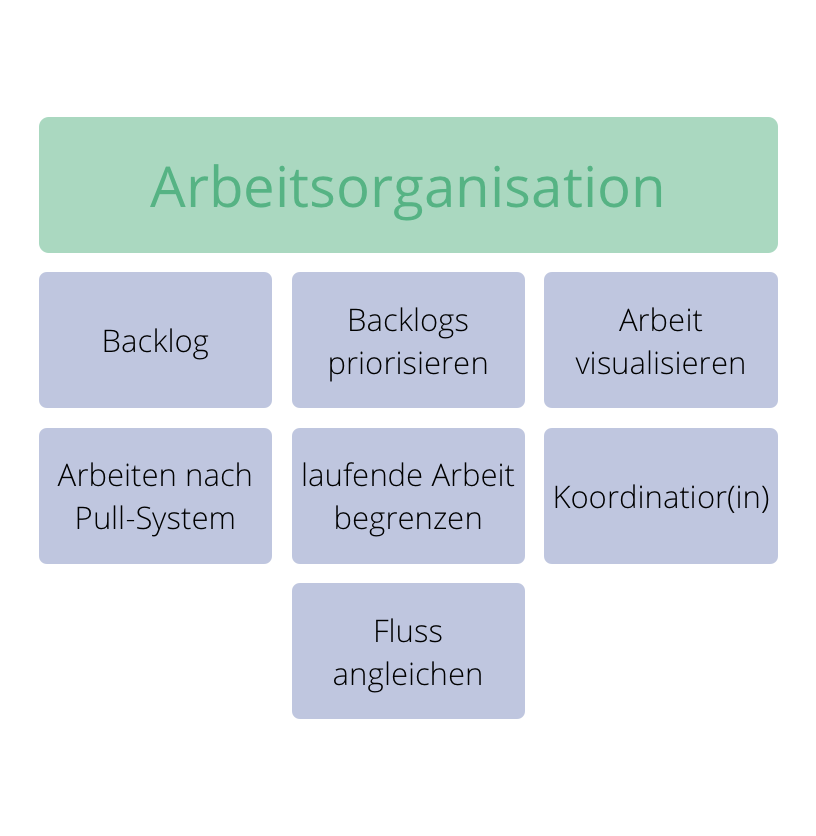 Arbeitsorganisation
Backlog
Backlogs
priorisieren
Arbeit
visualisieren
Arbeiten nach
Pull-System
laufende Arbeit
begrenzen
Koordinatior(in)
Fluss
angleichen